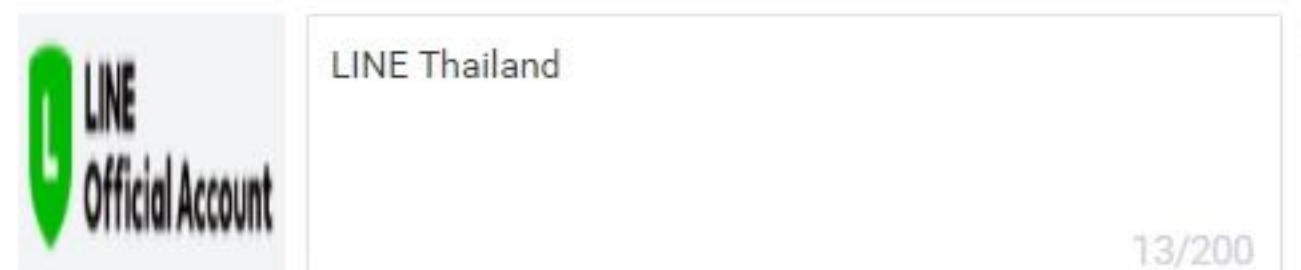 L
LINE
Official Account
LINE Thailand
13/200